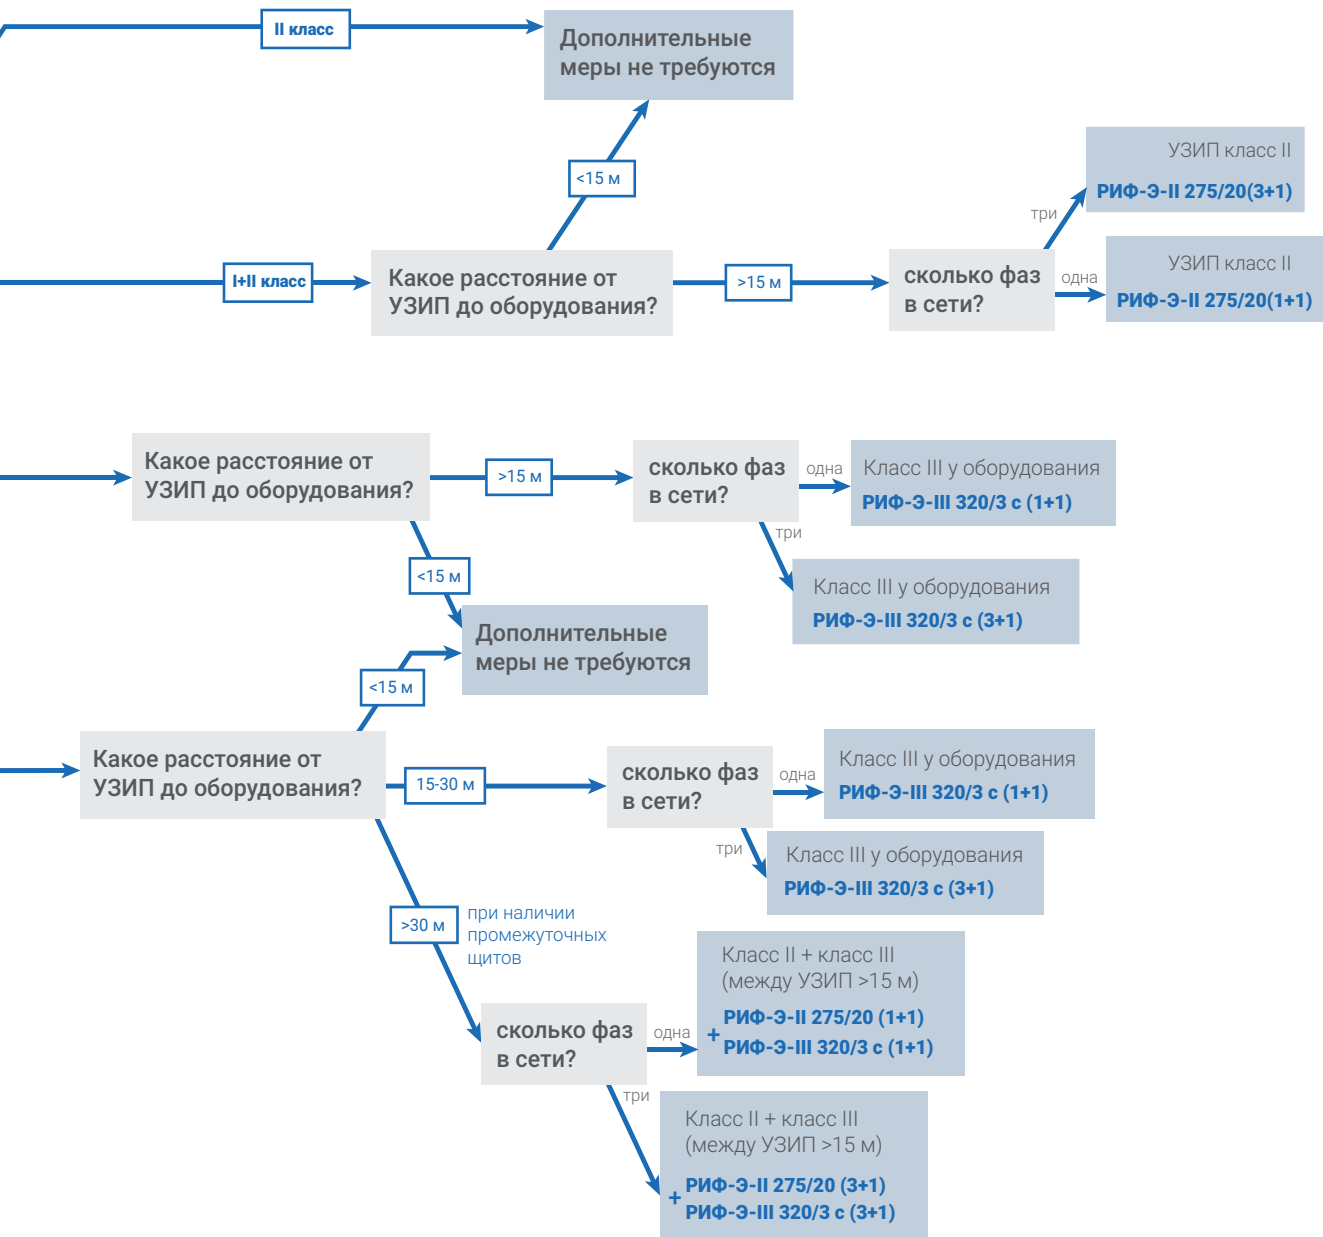 II класс
Дополнительные
меры не требуются
<15 м
УЗИП класс II
РИФ-Э-II 275/20(3+1)
три
I+II класс
Какое расстояние от
УЗИП до оборудования?
>15 м
сколько фаз
в сети?
одна
УЗИП класс II
РИФ-Э-II 275/20(1+1)
Какое расстояние от
УЗИП до оборудования?
>15 м
сколько фаз
в сети?
одна
Класс III у оборудования
РИФ-Э-III 320/3 с (1+1)
три
<15 м
Класс III у оборудования
РИФ-Э-III 320/3 с (3+1)
Дополнительные
меры не требуются
<15 м
Какое расстояние от
УЗИП до оборудования?
15-30 м
сколько фаз
в сети?
одна
Класс III у оборудования
РИФ-Э-III 320/3 с (1+1)
три
Класс III у оборудования
РИФ-Э-III 320/3 с (3+1)
>30 м
при наличии
промежуточных
щитов
сколько фаз
в сети?
одна
Класс II + класс III
(между УЗИП >15 м)
РИФ-Э-II 275/20 (1+1)
+
РИФ-Э-III 320/3 с (1+1)
три
Класс II + класс III
(между УЗИП >15 м)
РИФ-Э-II 275/20 (3+1)
+
РИФ-Э-III 320/3 с (3+1)